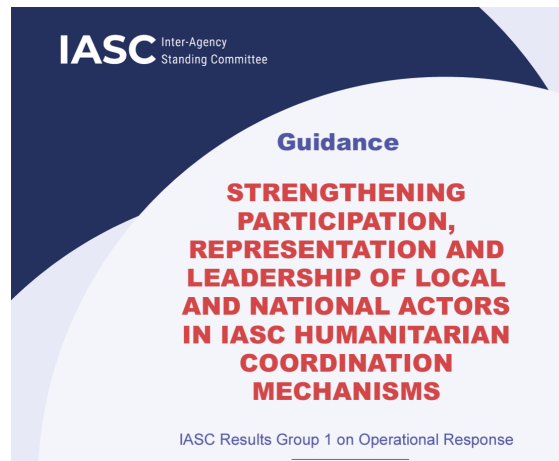 IASC Inter-Agency
Standing Committee
Guidance
STRENGTHENING
PARTICIPATION,
REPRESENTATION AND
LEADERSHIP OF LOCAL
AND NATIONAL ACTORS
IN IASC HUMANITARIAN
COORDINATION
MECHANISMS
IASC Results Group 1 on Operational Response